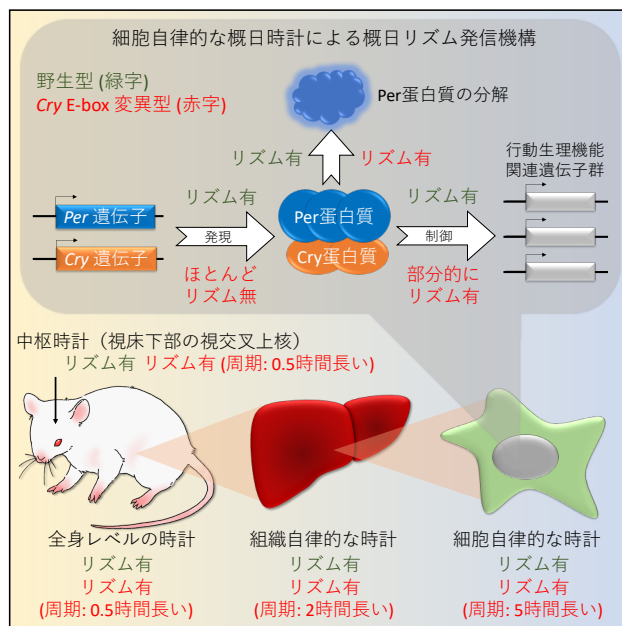 細胞自律的な概日時計による概日リズム発信機構
野生型 (緑字)
Cry E-box 変異型 (赤字)
Per蛋白質の分解
リズム有 リズム有
行動生理機能
関連遺伝子群
リズム有
リズム有
Per 遺伝子
Per蛋白質
発現
制御
Cry 遺伝子
Cry蛋白質
ほとんど
リズム無
部分的に
リズム有
中枢時計（視床下部の視交叉上核）
リズム有 リズム有 (周期: 0.5時間長い)
全身レベルの時計
リズム有
リズム有
(周期: 0.5時間長い)
組織自律的な時計
リズム有
リズム有
(周期: 2時間長い)
細胞自律的な時計
リズム有
リズム有
(周期: 5時間長い)